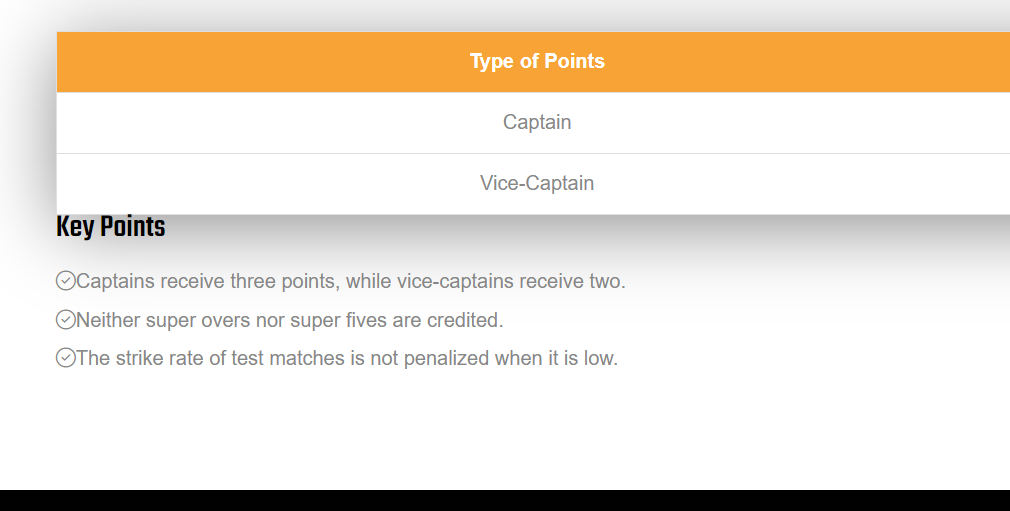 Type of Points
Captain
Vice-Captain
Key Points
Captains receive three points, while vice-captains receive two.
Neither super overs nor super fives are credited.
The strike rate of test matches is not penalized when it is low.